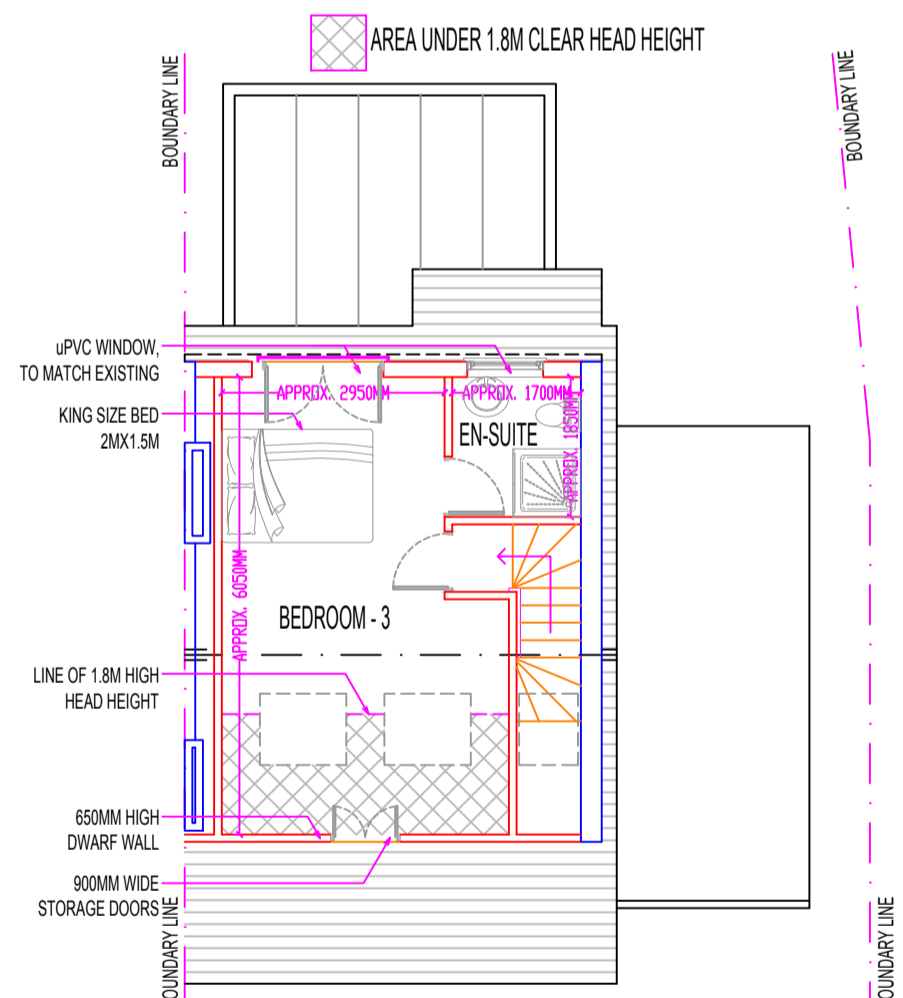 AREA UNDER 1.8M CLEAR HEAD HEIGHT
BOUNDARY LINE
BOUNDARY LINE
uPVC WINDOW,
TO MATCH EXISTING
APPROX. 2950MM
APPROX. 1700MM
KING SIZE BED
2MX1.5M
EN-SUITE
APPROX. 1850MM
APPROX. 6050MM
BEDROOM - 3
LINE OF 1.8M HIGH
HEAD HEIGHT
650MM HIGH
DWARF WALL
900MM WIDE
STORAGE DOORS
OUNDARY LINE
OUNDARY LINE